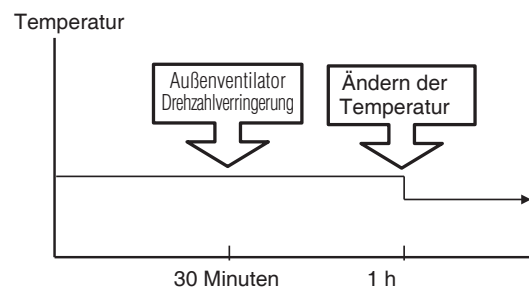 Temperatur
Außenventilator
Drehzahlverringerung
Ändern der
Temperatur
30 Minuten
1 h